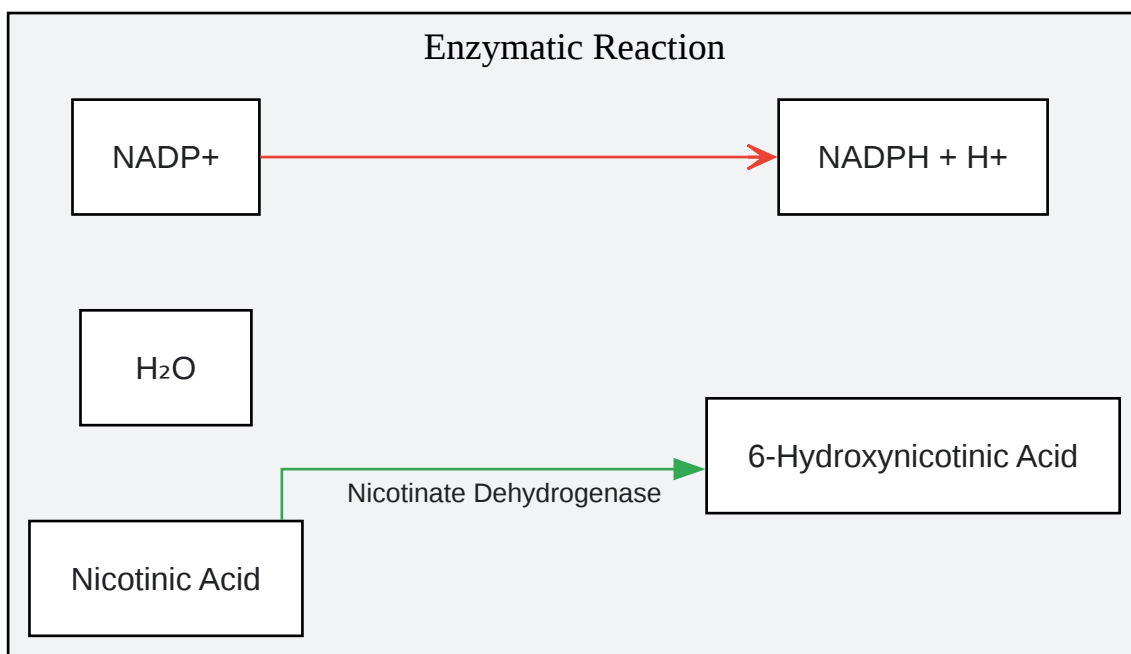 Enzymatic Reaction
NADP+
NADPH + H+
H₂O
6-Hydroxynicotinic Acid
Nicotinate Dehydrogenase
Nicotinic Acid